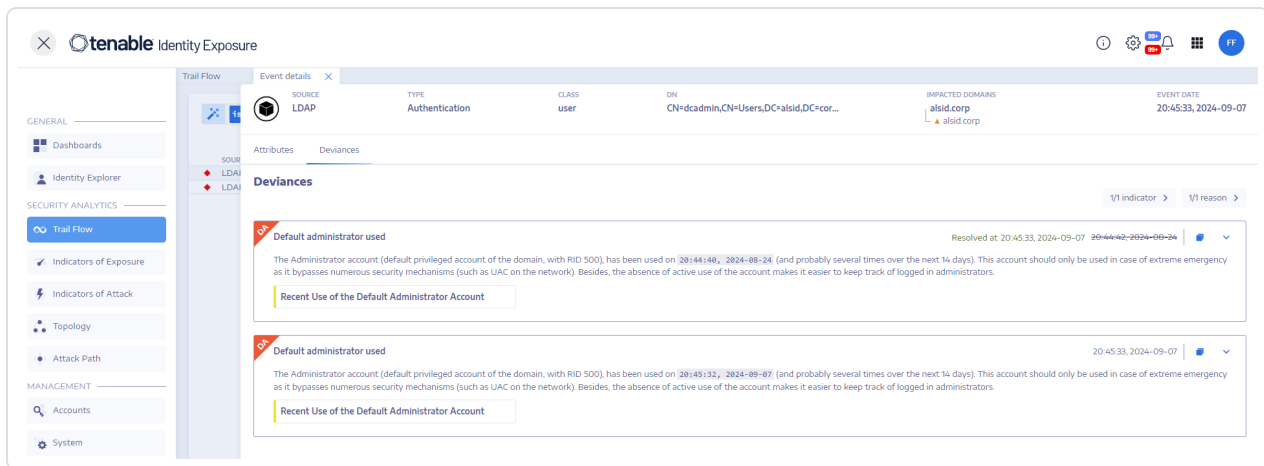 tenable Identity Exposure
99+
99+
FF
Trail Flow
Event details
SOURCE
TYPE
CLASS
DN
IMPACTED DOMAINS
EVENT DATE
LDAP
Authentication
user
CN=dcadmin,CN=Users,DC=alsid,DC=cor...
alsid.corp
20:45:33, 2024-09-07
alsid.corp
GENERAL
Dashboards
Identity Explorer
SECURITY ANALYTICS
Trail Flow
Indicators of Exposure
Indicators of Attack
Topology
Attack Path
MANAGEMENT
Accounts
System
LDAP
Attributes
Deviances
Deviances
1/1 indicator
1/1 reason
DA
Default administrator used
Resolved at 20:45:33, 2024-09-07 20:44:42, 2024-08-24
The Administrator account (default privileged account of the domain, with RID 500), has been used on 20:44:40, 2024-08-24 (and probably several times over the next 14 days). This account should only be used in case of extreme emergency
as it bypasses numerous security mechanisms (such as UAC on the network). Besides, the absence of active use of the account makes it easier to keep track of logged in administrators.
Recent Use of the Default Administrator Account
DA
Default administrator used
20:45:33, 2024-09-07
The Administrator account (default privileged account of the domain, with RID 500), has been used on 20:45:32, 2024-09-07 (and probably several times over the next 14 days). This account should only be used in case of extreme emergency
as it bypasses numerous security mechanisms (such as UAC on the network). Besides, the absence of active use of the account makes it easier to keep track of logged in administrators.
Recent Use of the Default Administrator Account